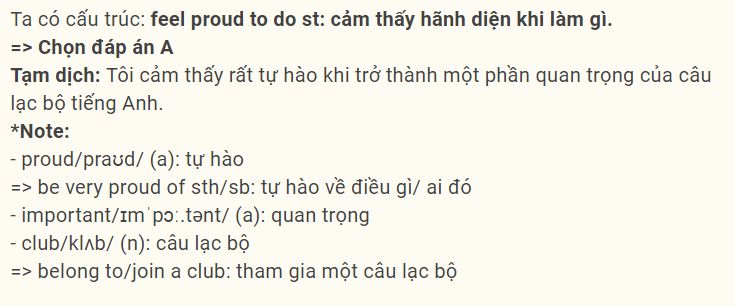 Ta có cấu trúc: feel proud to do st: cảm thấy hãnh diện khi làm gì.
=> Chọn đáp án A
Tạm dịch: Tôi cảm thấy rất tự hào khi trở thành một phần quan trọng của câu
lạc bộ tiếng Anh.
*Note:
- proud/praʊd/ (a): tự hào
=> be very proud of sth/sb: tự hào về điều gì/ ai đó
- important/ɪmˈpɔː.tənt/ (a): quan trọng
- club/klʌb/ (n): câu lạc bộ
=> belong to/join a club: tham gia một câu lạc bộ